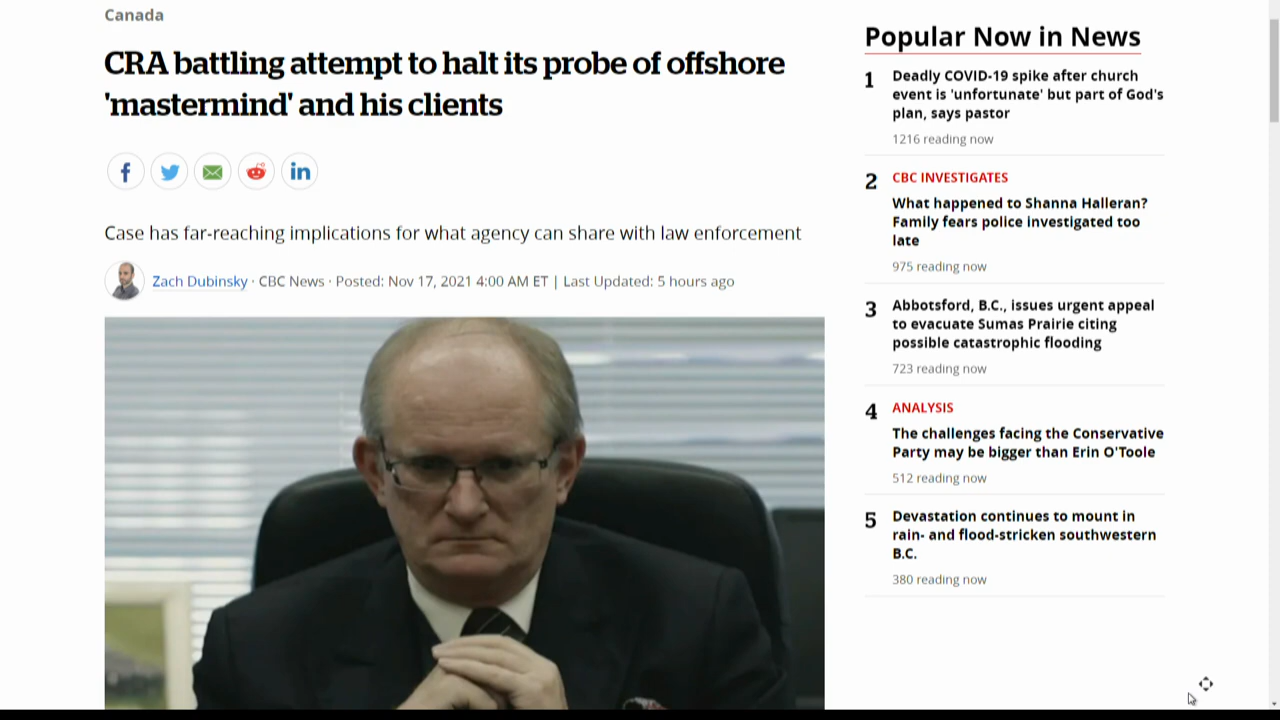 Canada
CRA battling attempt to halt its probe of offshore
'mastermind' and his clients
Case has far-reaching implications for what agency can share with law enforcement
Zach Dubinsky · CBC News · Posted: Nov 17, 2021 4:00 AM ET | Last Updated: 5 hours ago
Popular Now in News
1
Deadly COVID-19 spike after church
event is 'unfortunate' but part of God's
plan, says pastor
1216 reading now
2
CBC INVESTIGATES
What happened to Shanna Halleran?
Family fears police investigated too
late
975 reading now
3
Abbotsford, B.C., issues urgent appeal
to evacuate Sumas Prairie citing
possible catastrophic flooding
723 reading now
4
ANALYSIS
The challenges facing the Conservative
Party may be bigger than Erin O'Toole
512 reading now
5
Devastation continues to mount in
rain- and flood-stricken southwestern
B.C.
380 reading now